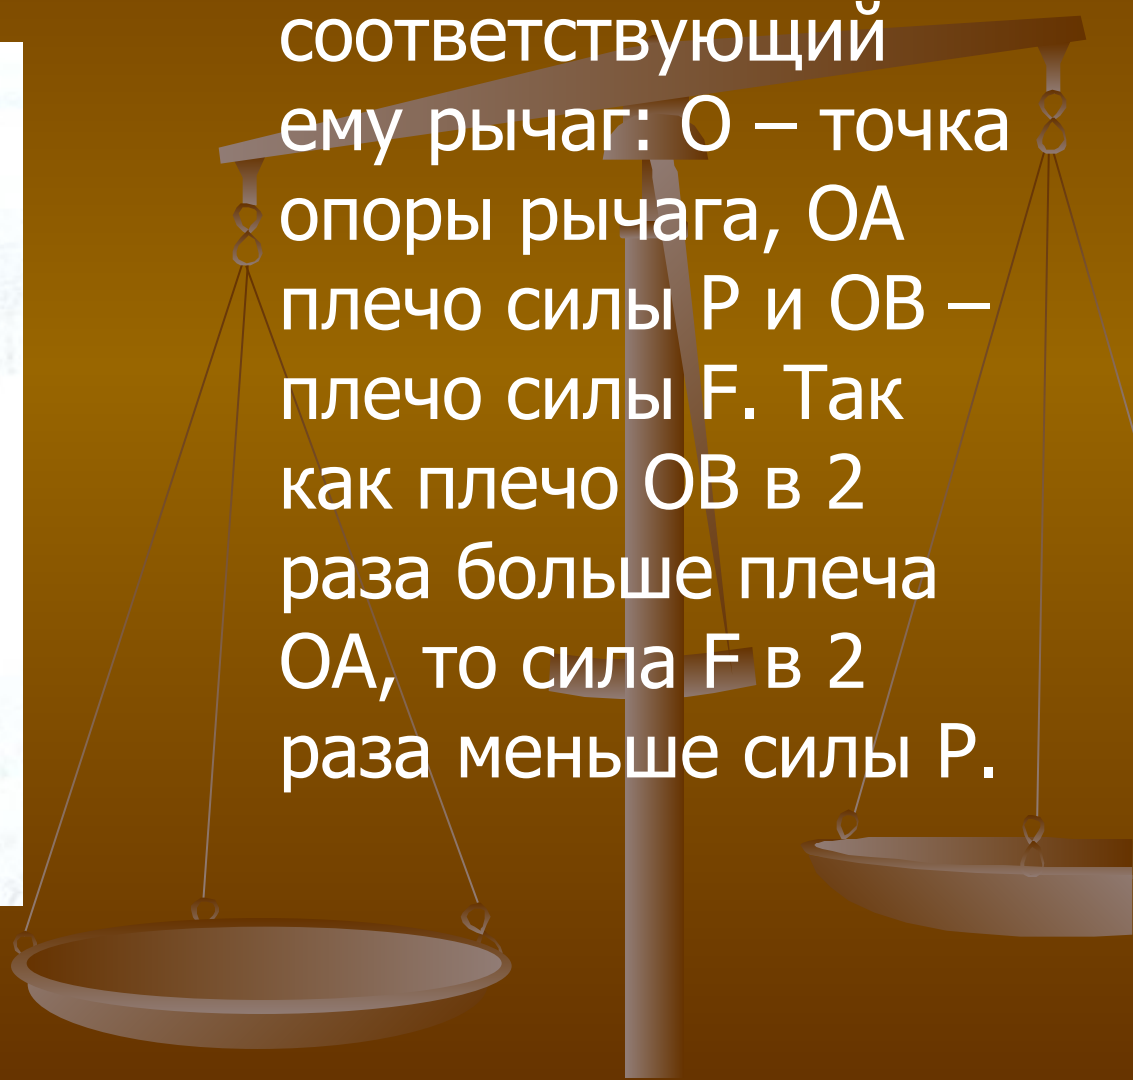 соответствующий
ему рычаг: О – точка
опоры рычага, ОА
плечо силы Р и ОВ –
плечо силы F. Так
как плечо ОВ в 2
раза больше плеча
ОА, то сила F в 2
раза меньше силы Р.